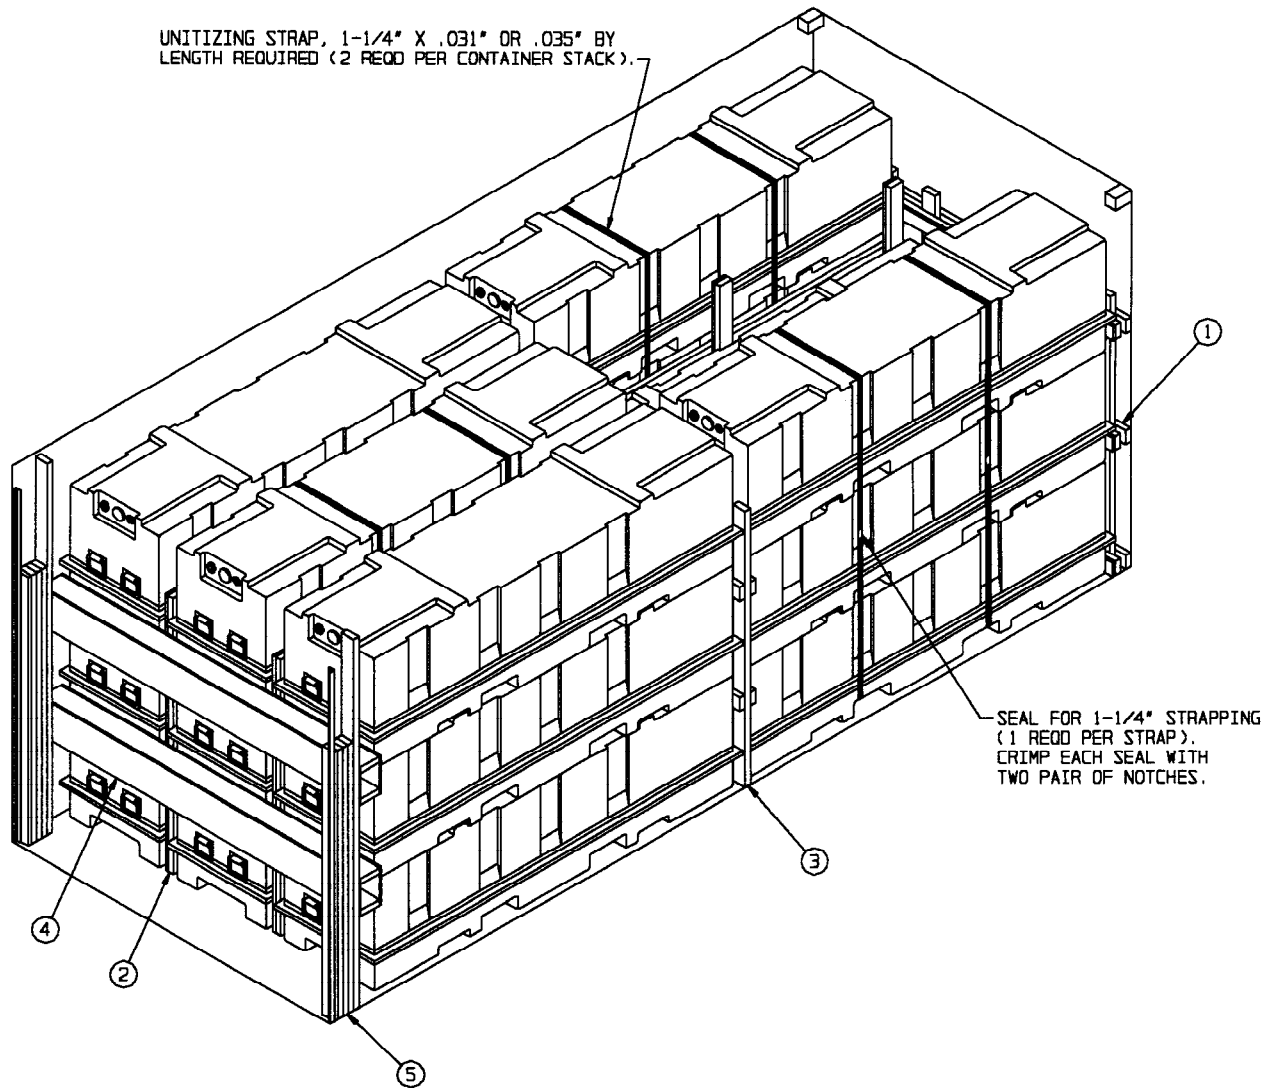 UNITIZING STRAP, 1-1/4" X .031" OR .035" BY
LENGTH REQUIRED (2 REQD PER CONTAINER STACK).
1
SEAL FOR 1-1/4" STRAPPING
(1 REQD PER STRAP).
CRIMP EACH SEAL WITH
TWO PAIR OF NOTCHES.
3
4
2
5